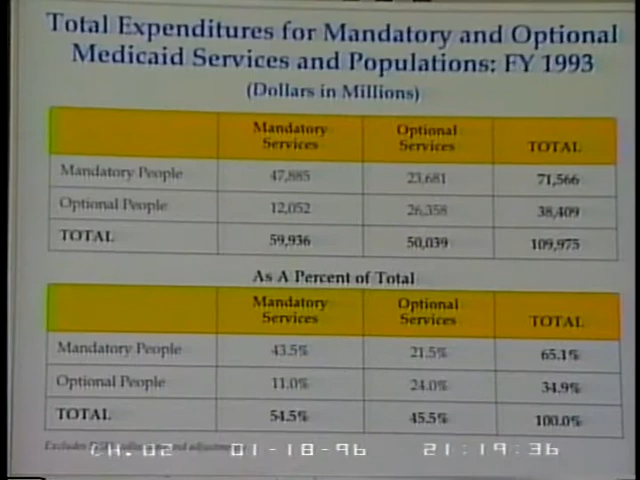 Total Expenditures for Mandatory and Optional
Medicaid Services and Populations: FY 1993
(Dollars in Millions)
Mandatory Services Optional Services TOTAL
Mandatory People 47,885 23,681 71,566
Optional People 12,052 26,358 38,409
TOTAL 59,936 50,039 109,975
As A Percent of Total
Mandatory Services Optional Services TOTAL
Mandatory People 43.5% 21.5% 65.1%
Optional People 11.0% 24.0% 34.9%
TOTAL 54.5% 45.5% 100.0%
Excludes
CH.02 01-18-96 21:19:36